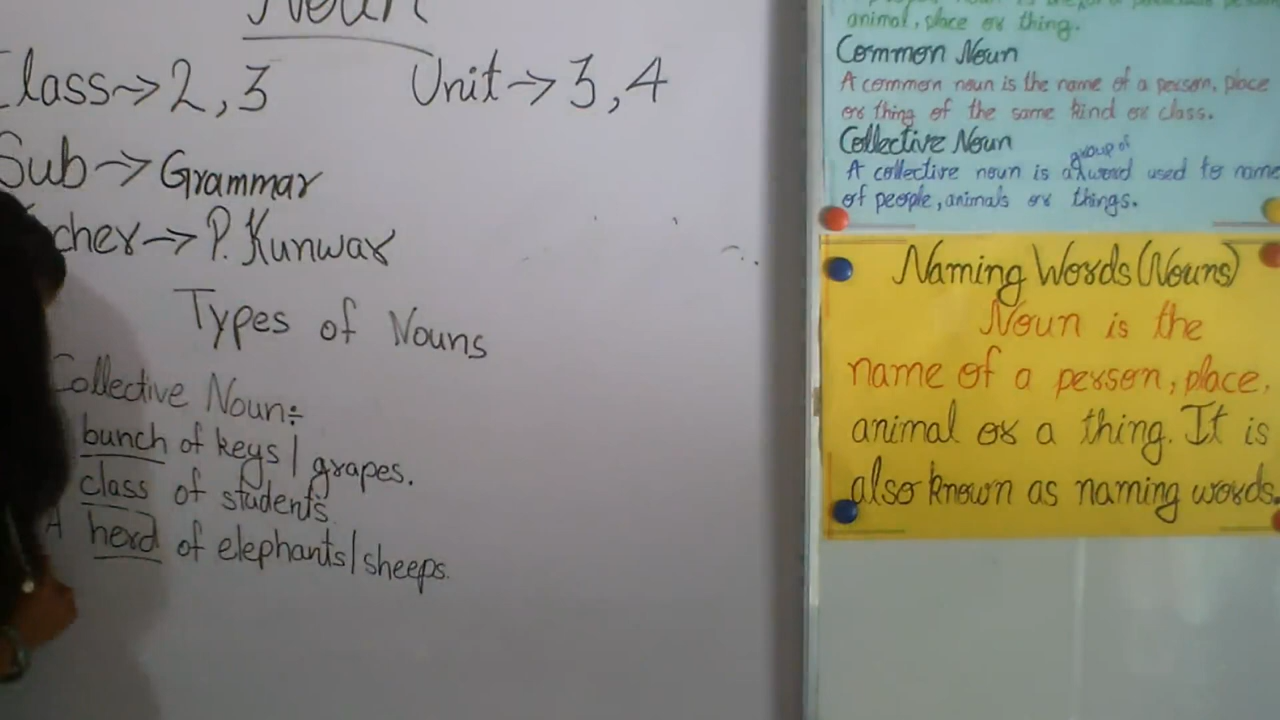 Noun
Class→ 2, 3 Unit→ 3, 4
Sub→ Grammar
cher→ P. Kunwar
Types of Nouns
Collective Noun:-
bunch of keys/grapes.
class of students.
A herd of elephants/sheeps.
animal, place or thing.
Common Noun
A common noun is the name of a person, place
or thing of the same kind or class.
Collective Noun
group of
A collective noun is a word used to name
of people, animals or things.
Naming Words (Nouns)
Noun is the
name of a person, place,
animal or a thing. It is
also known as naming words.